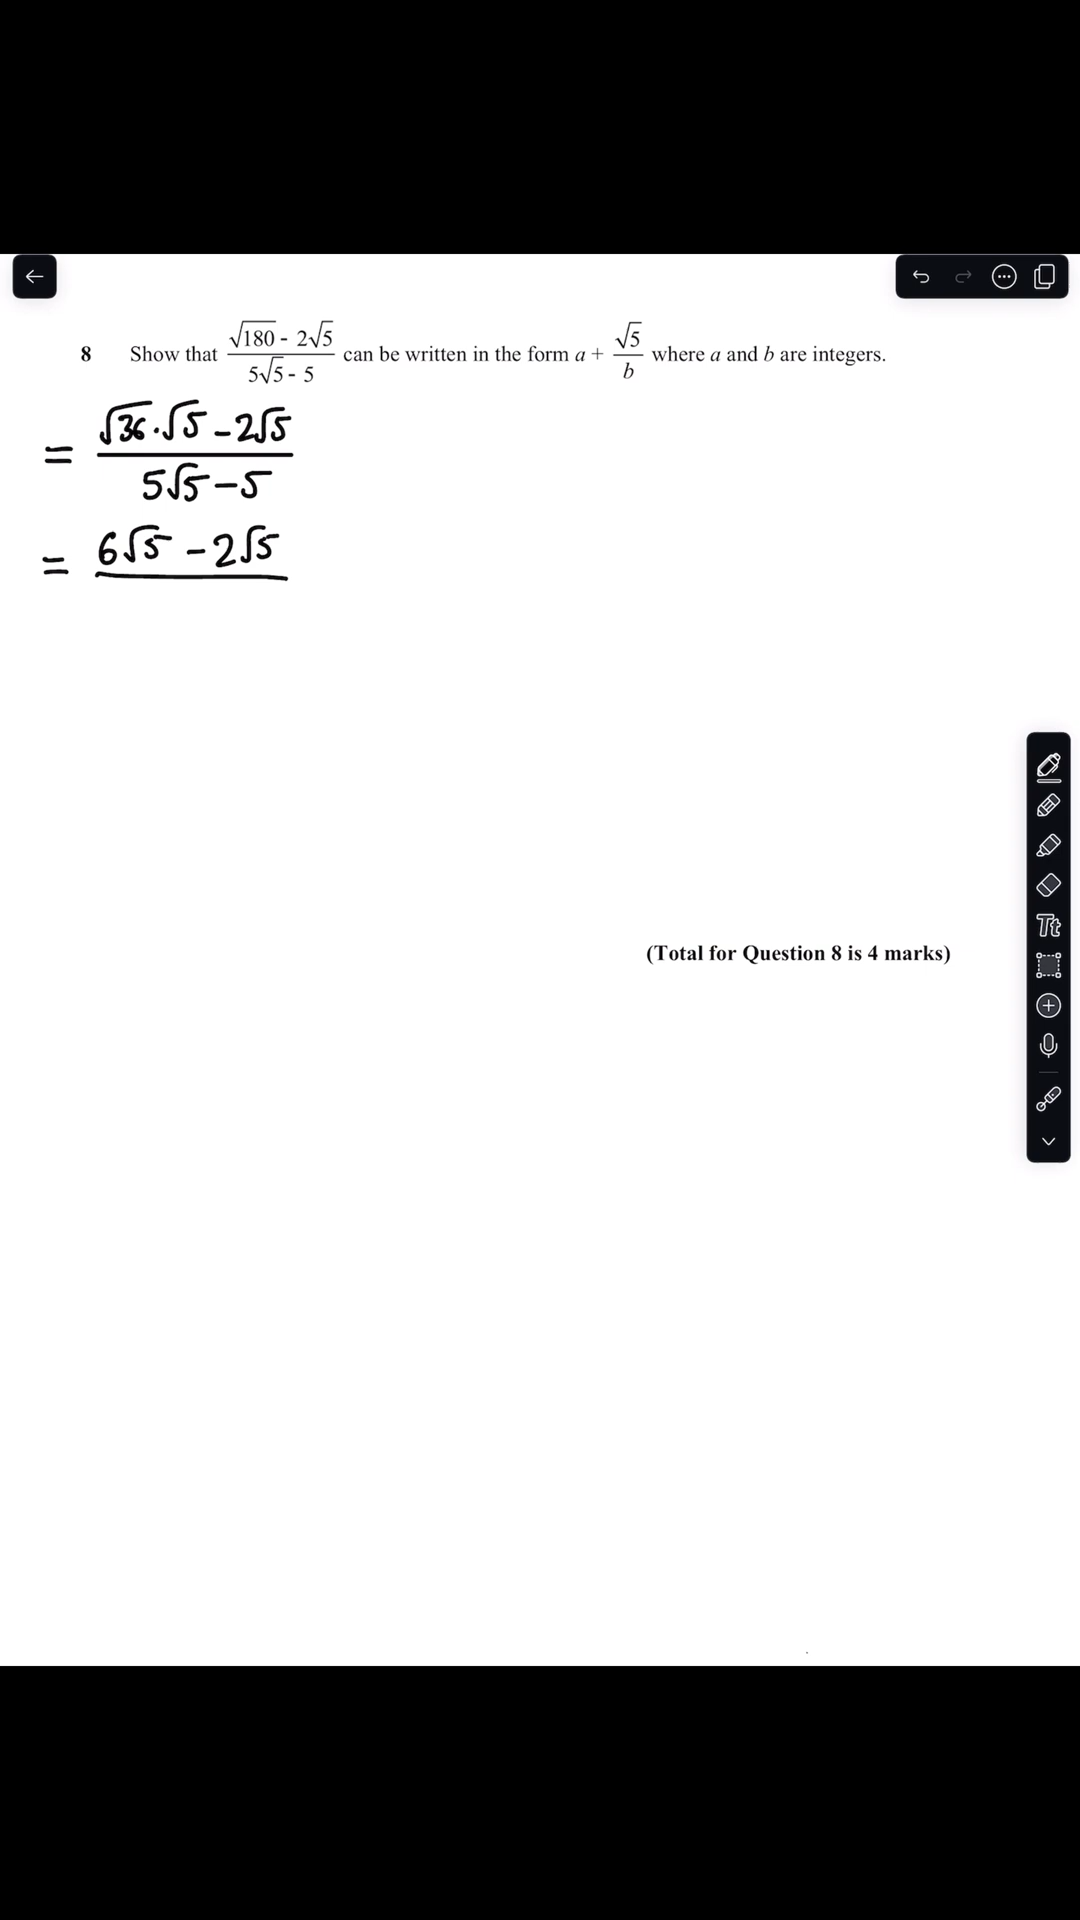 8 Show that (√180 - 2√5)/(5√5 - 5) can be written in the form a + √5/b where a and b are integers.
= (√36·√5 - 2√5)/(5√5 - 5)
= 6√5 - 2√5
Tt
(Total for Question 8 is 4 marks)